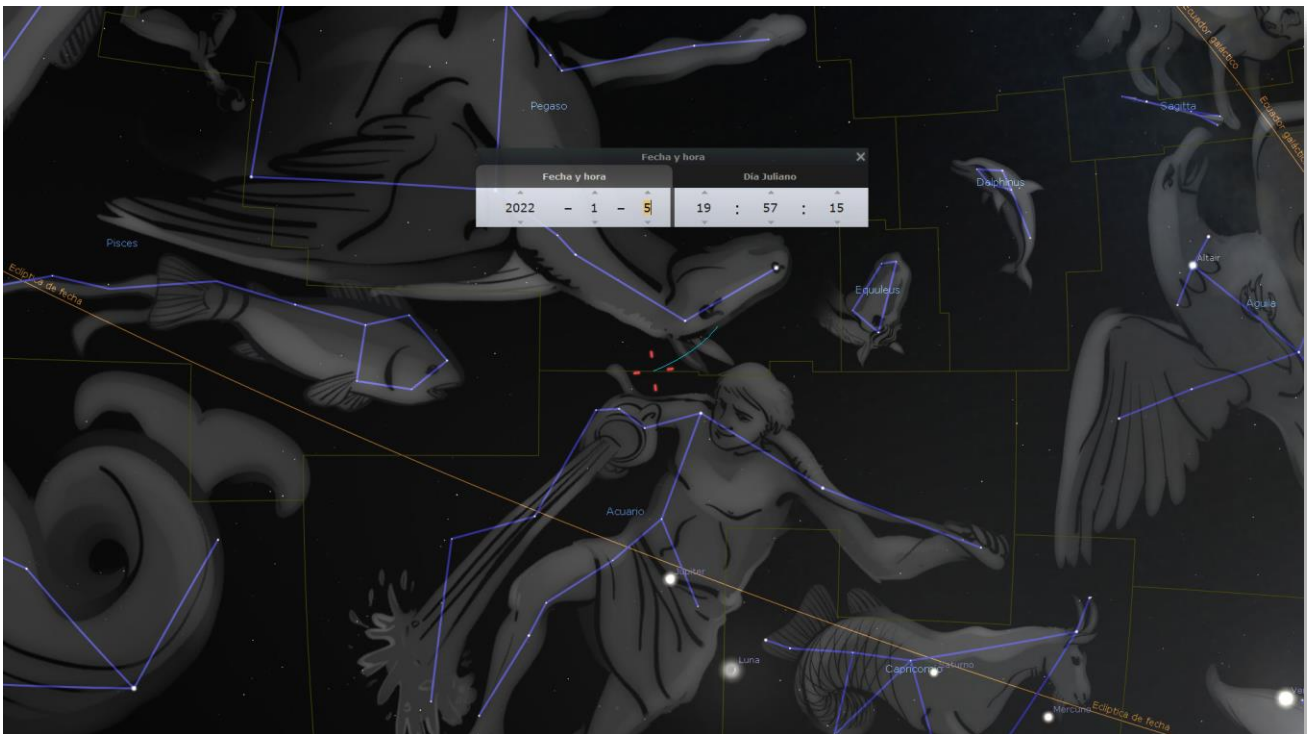 Ecuador galáctico
Ecuador galáctico
Pegaso
Sagitta
Fecha y hora
Fecha y hora
Día Juliano
2022 – 1 – 5 19 : 57 : 15
Delphinus
Pisces
Altair
Eclíptica de fecha
Equuleus
Aguila
Acuario
Júpiter
Luna
Capricornio
Saturno
Mercurio
Eclíptica de fecha